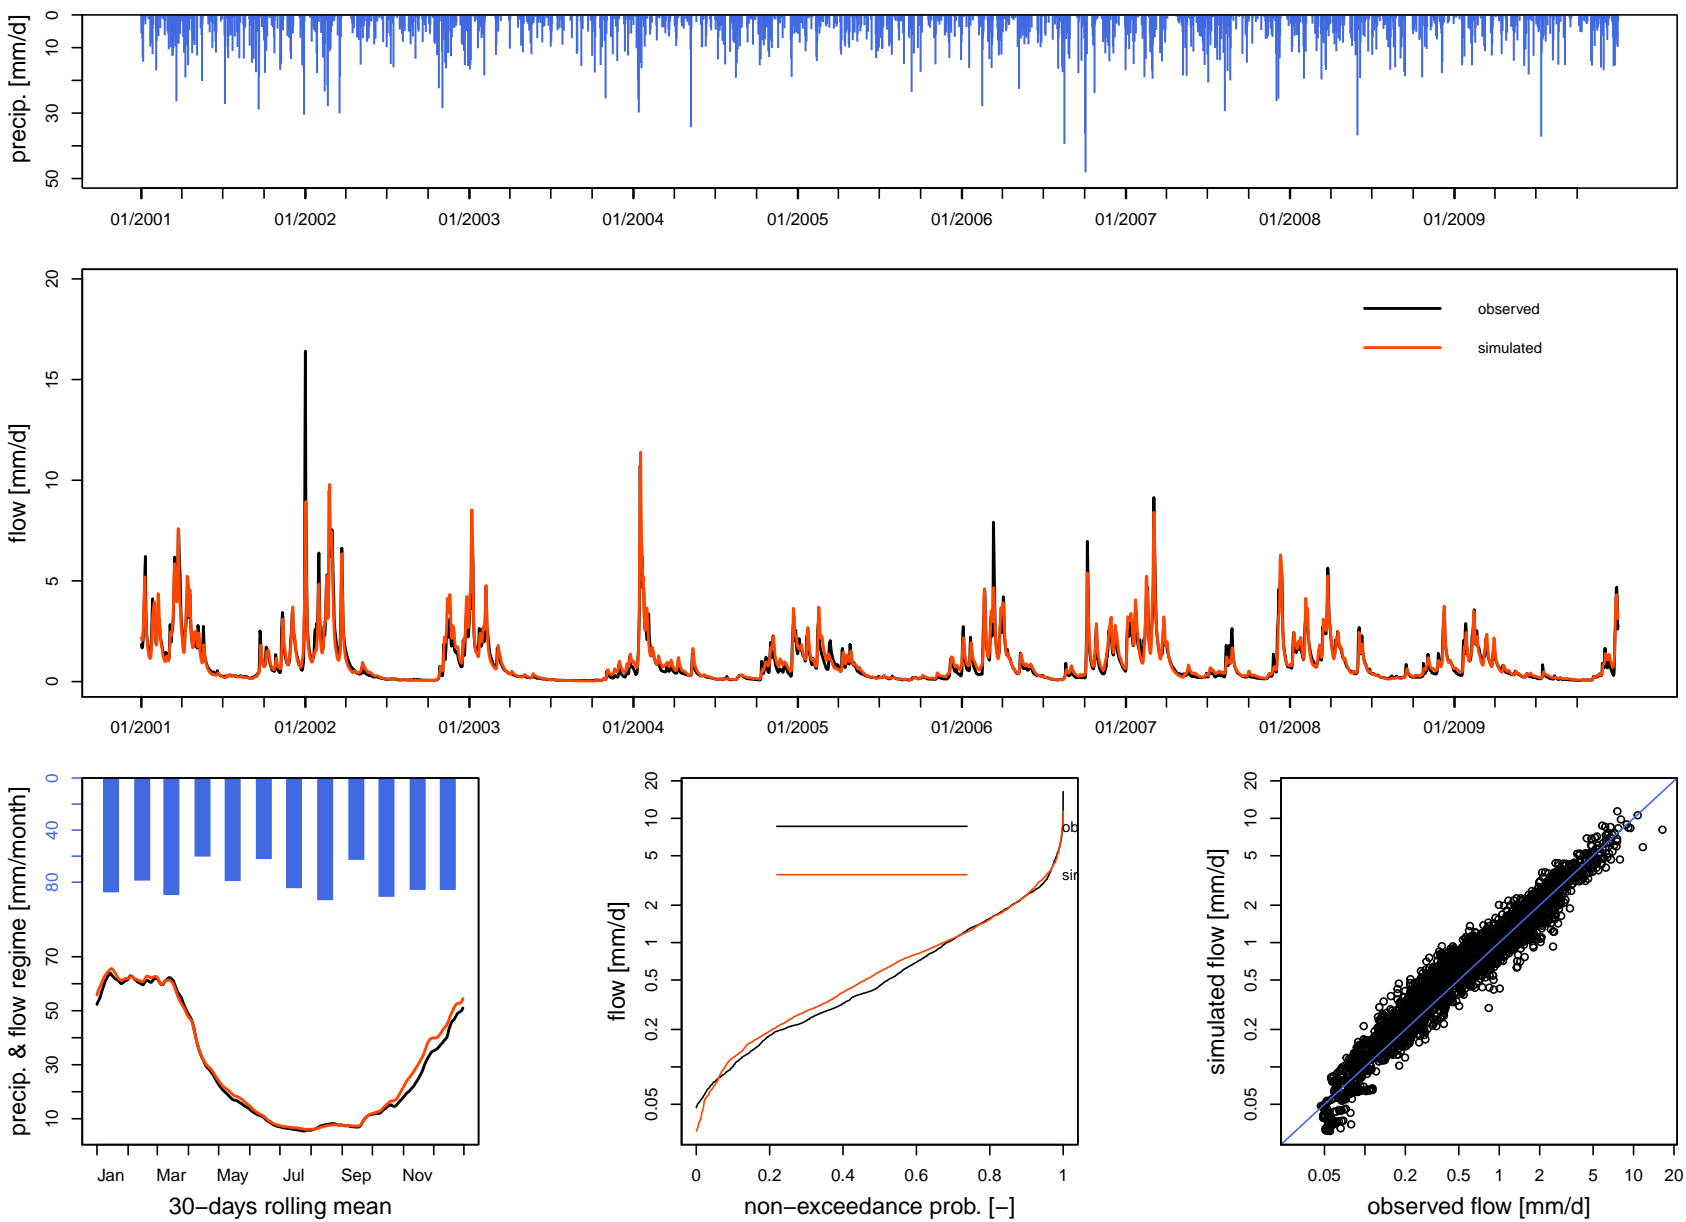 precip. [mm/d]
0
10
30
50
01/2001 01/2002 01/2003 01/2004 01/2005 01/2006 01/2007 01/2008 01/2009
flow [mm/d]
20
15
10
5
0
observed
simulated
01/2001 01/2002 01/2003 01/2004 01/2005 01/2006 01/2007 01/2008 01/2009
precip. & flow regime [mm/month]
0
40
80
70
50
30
10
Jan Mar May Jul Sep Nov
30−days rolling mean
flow [mm/d]
20
10
5
2
1
0.5
0.2
0.05
ob
sir
0 0.2 0.4 0.6 0.8 1
non−exceedance prob. [−]
simulated flow [mm/d]
20
10
5
2
1
0.5
0.2
0.05
0.05 0.2 0.5 1 2 5 10 20
observed flow [mm/d]